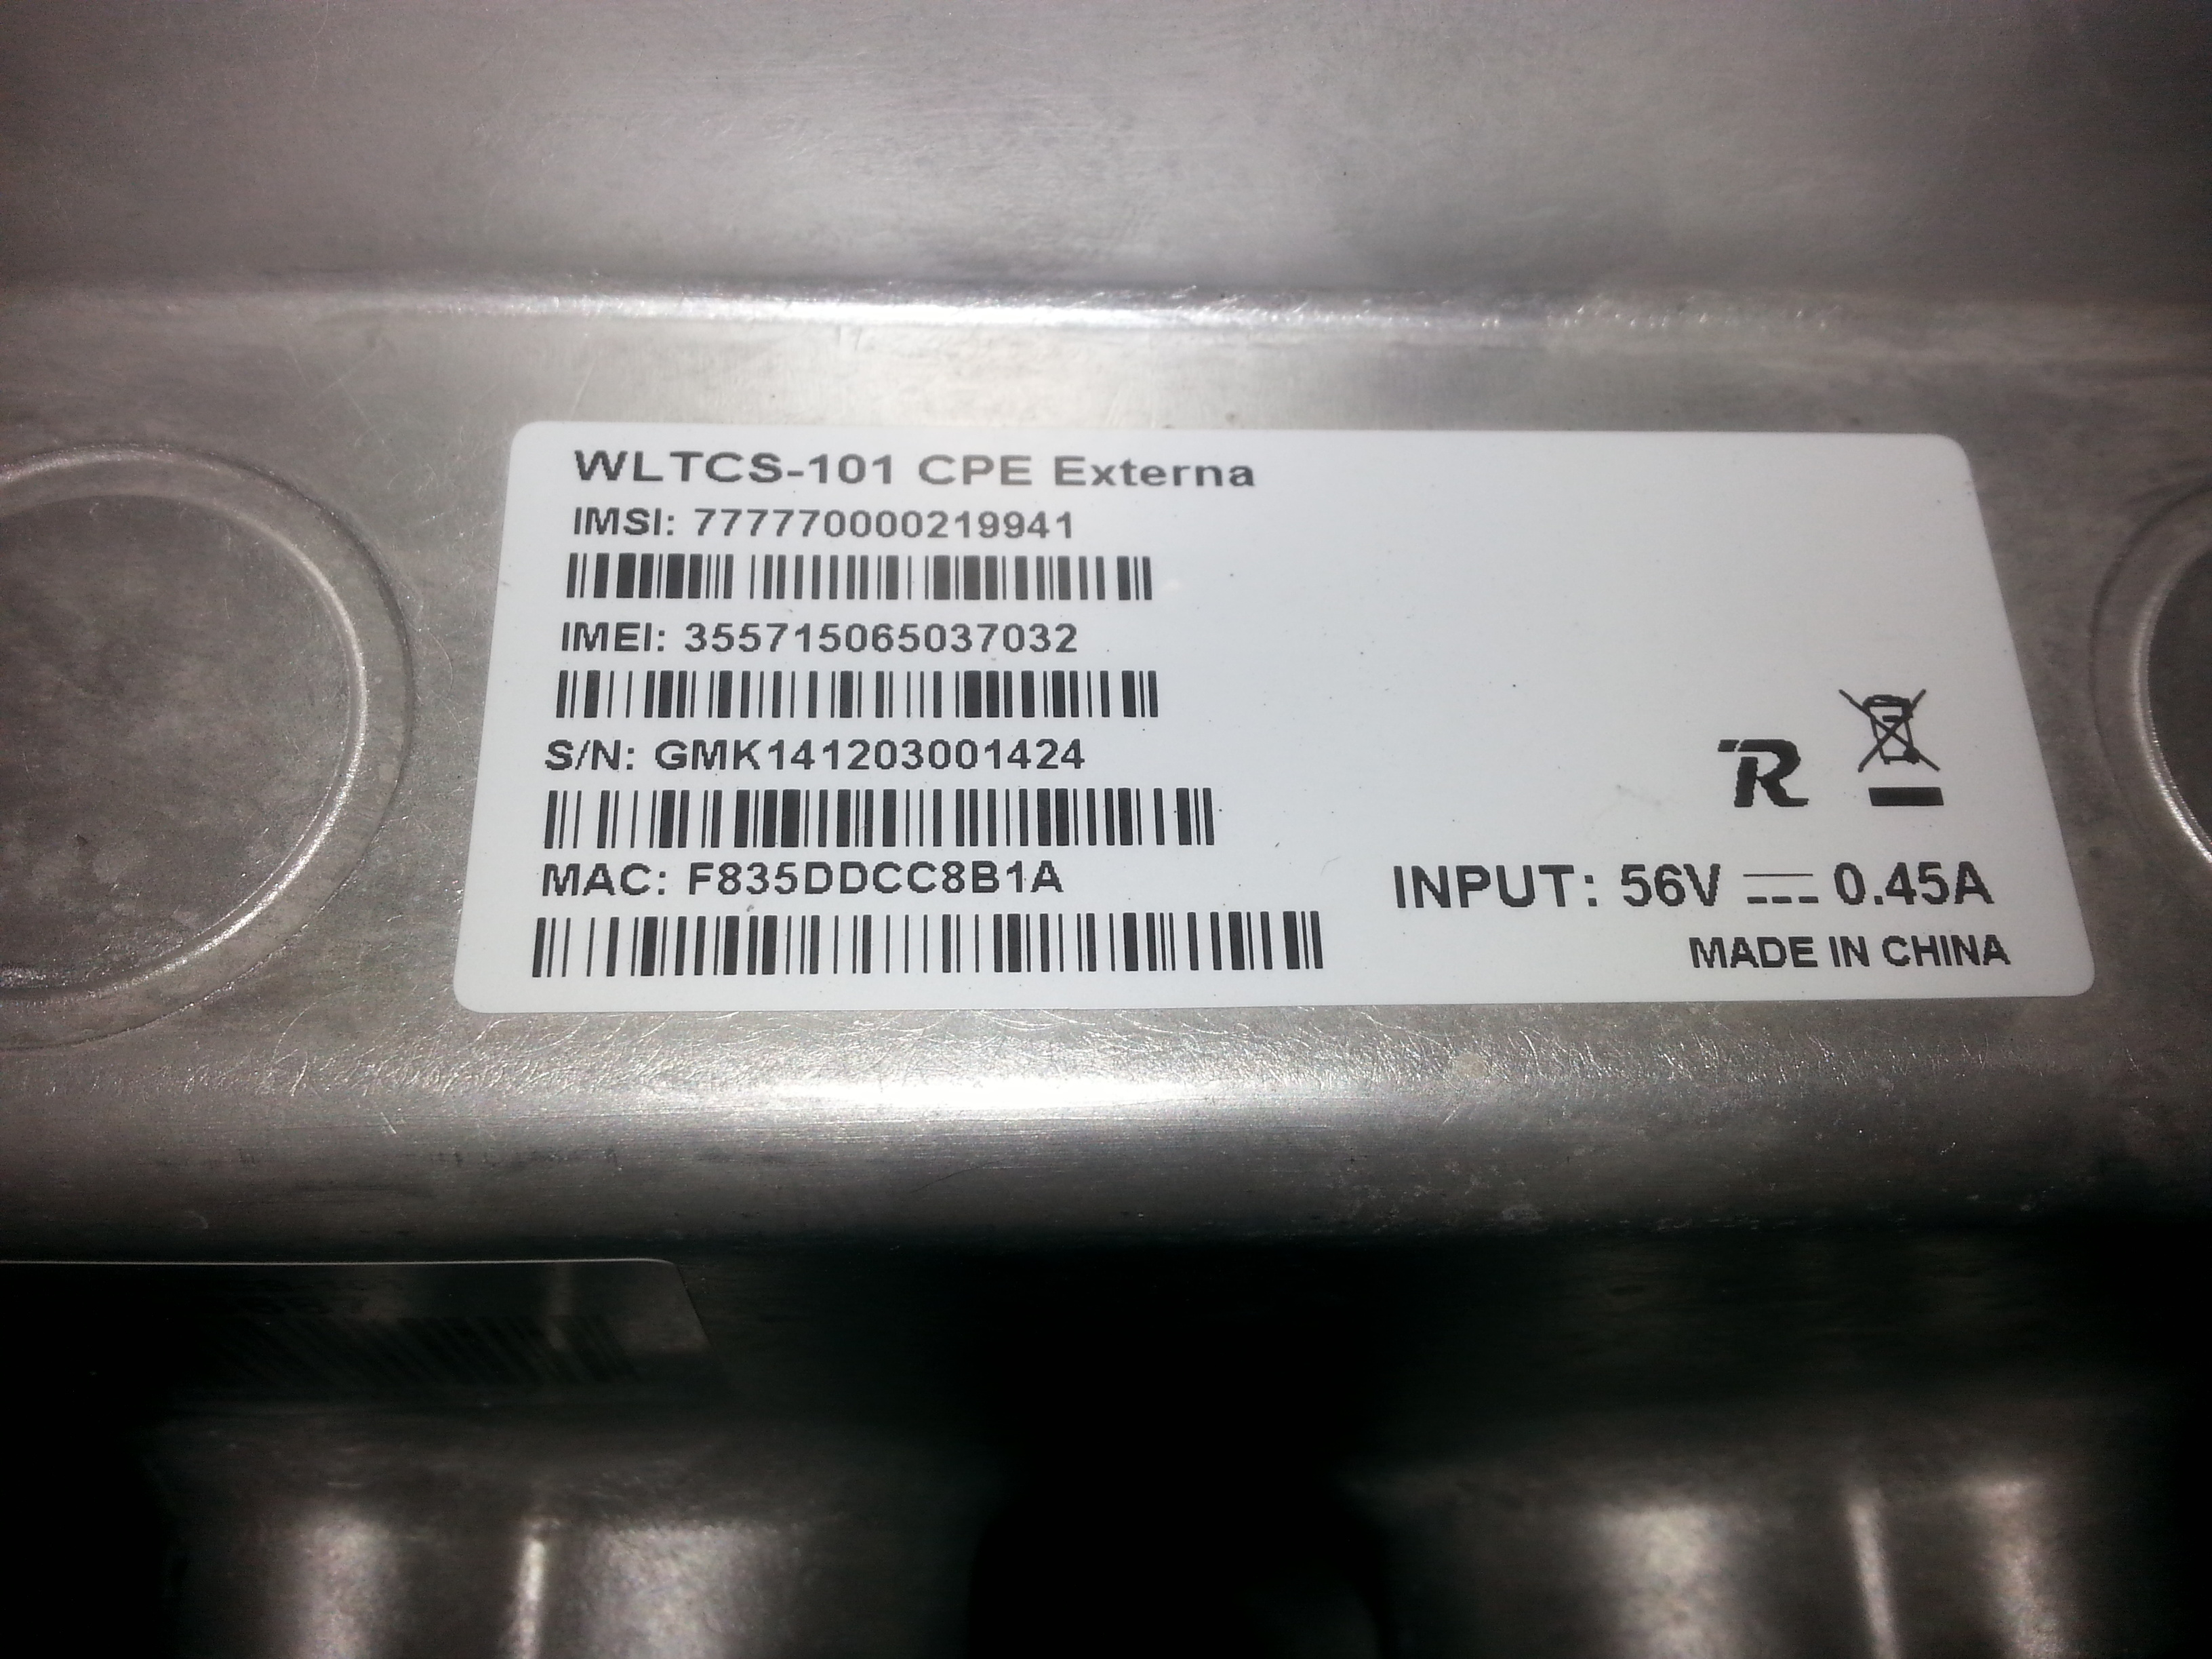 WLTCS-101 CPE Externa
IMSI: 777770000219941
IMEI: 355715065037032
S/N: GMK141203001424
MAC: F835DDCC8B1A
R
INPUT: 56V ⎓ 0.45A
MADE IN CHINA